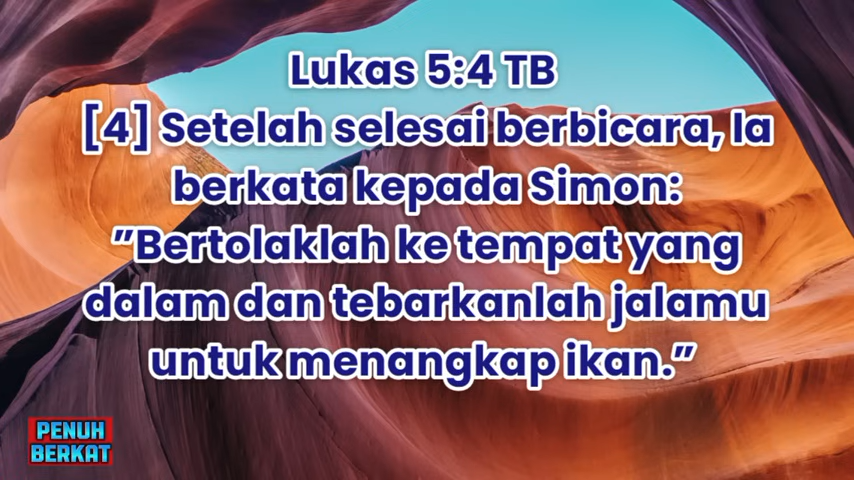 Lukas 5:4 TB
[4] Setelah selesai berbicara, Ia
berkata kepada Simon:
”Bertolaklah ke tempat yang
dalam dan tebarkanlah jalamu
untuk menangkap ikan.”
PENUH
BERKAT